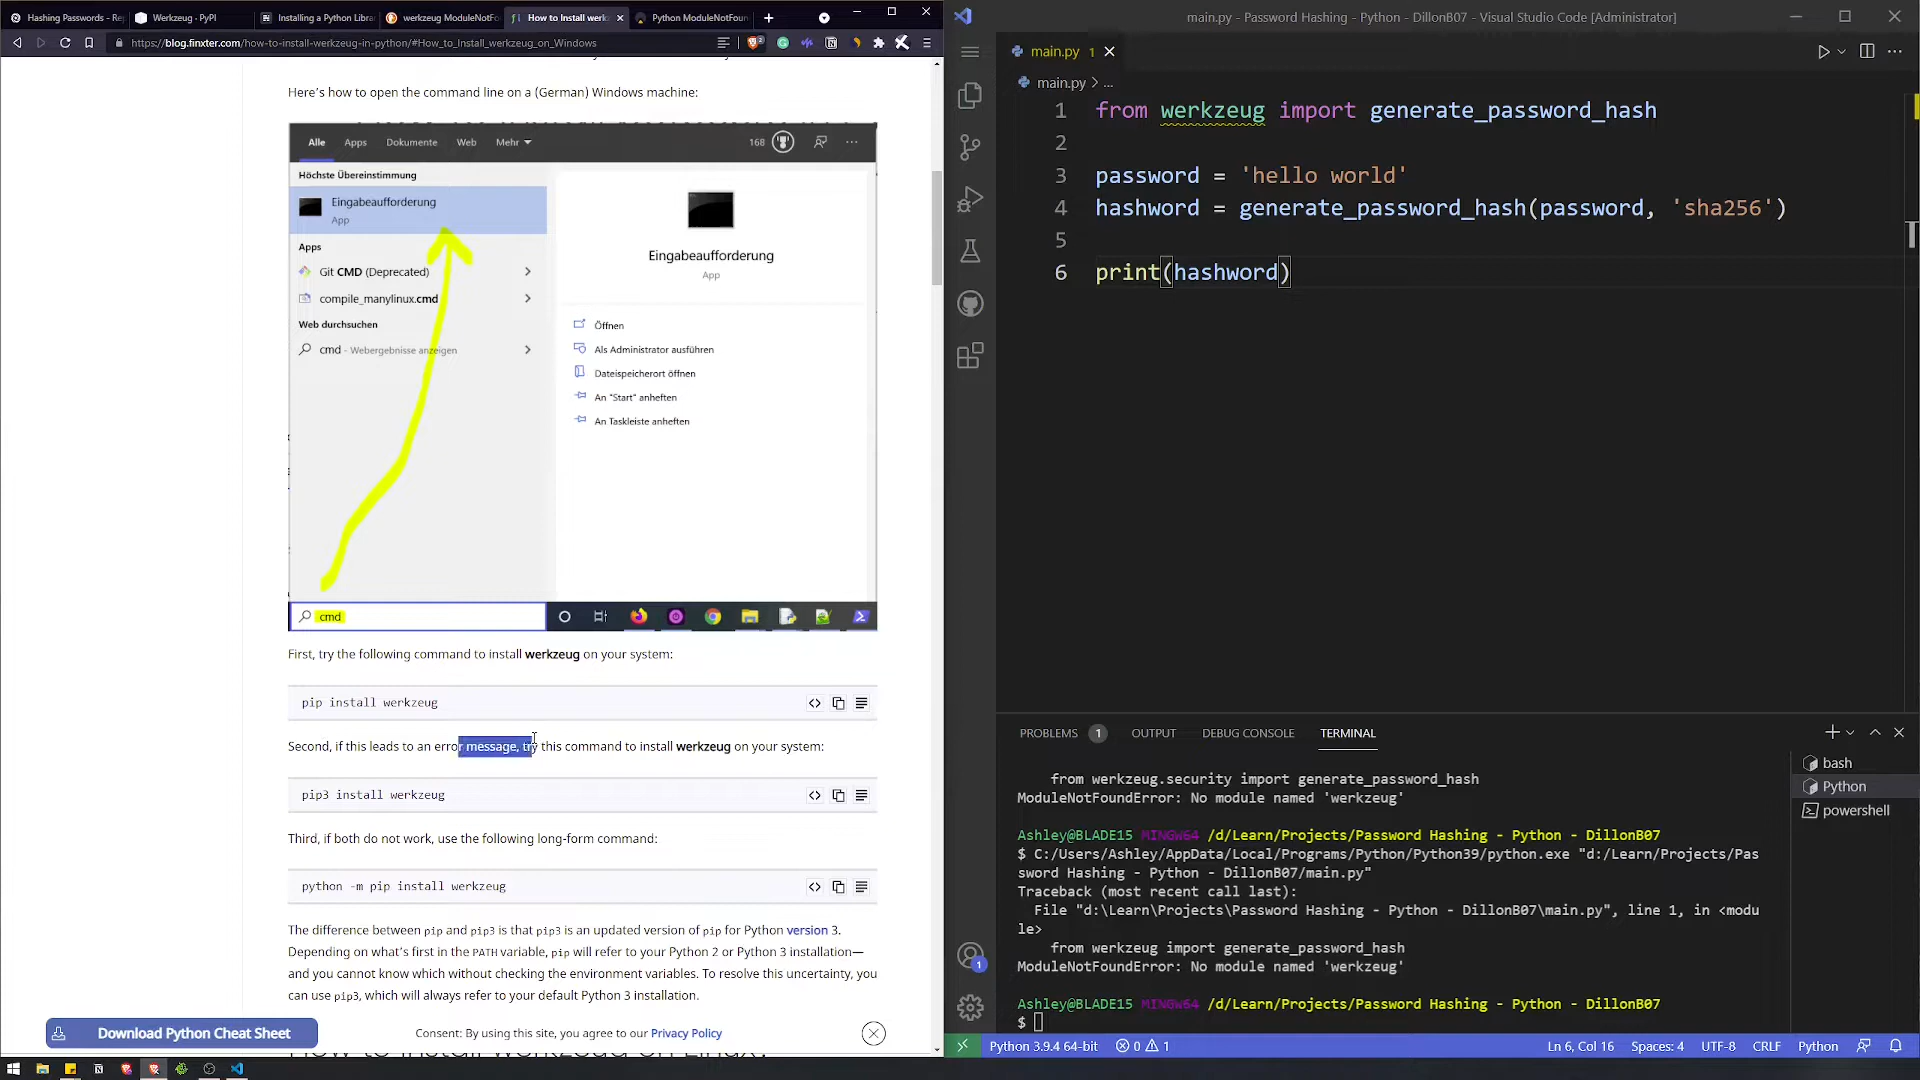 Hashing Passwords - Re
Werkzeug · PyPI
Installing a Python Libra
werkzeug ModuleNotFo
How to Install werk
Python ModuleNotFoun
https://blog.finxter.com/how-to-install-werkzeug-in-python/#How_to_Install_werkzeug_on_Windows
Here's how to open the command line on a (German) Windows machine:
Alle Apps Dokumente Web Mehr 168
Höchste Übereinstimmung
Eingabeaufforderung
App
Apps
Git CMD (Deprecated)
compile_manylinux.cmd
Web durchsuchen
cmd - Webergebnisse anzeigen
Eingabeaufforderung
App
Öffnen
Als Administrator ausführen
Dateispeicherort öffnen
An "Start" anheften
An Taskleiste anheften
cmd
First, try the following command to install werkzeug on your system:
pip install werkzeug
Second, if this leads to an error message, try this command to install werkzeug on your system:
pip3 install werkzeug
Third, if both do not work, use the following long-form command:
python -m pip install werkzeug
The difference between pip and pip3 is that pip3 is an updated version of pip for Python version 3.
Depending on what's first in the PATH variable, pip will refer to your Python 2 or Python 3 installation—
and you cannot know which without checking the environment variables. To resolve this uncertainty, you
can use pip3, which will always refer to your default Python 3 installation.
Download Python Cheat Sheet
Consent: By using this site, you agree to our Privacy Policy
How to Install werkzeug on Linux?
main.py - Password Hashing - Python - DillonB07 - Visual Studio Code [Administrator]
main.py 1
main.py > ...
1 from werkzeug import generate_password_hash
2
3 password = 'hello world'
4 hashword = generate_password_hash(password, 'sha256')
5
6 print(hashword)
PROBLEMS 1 OUTPUT DEBUG CONSOLE TERMINAL
from werkzeug.security import generate_password_hash
ModuleNotFoundError: No module named 'werkzeug'
Ashley@BLADE15 MINGW64 /d/Learn/Projects/Password Hashing - Python - DillonB07
$ C:/Users/Ashley/AppData/Local/Programs/Python/Python39/python.exe "d:/Learn/Projects/Pas
sword Hashing - Python - DillonB07/main.py"
Traceback (most recent call last):
File "d:\Learn\Projects\Password Hashing - Python - DillonB07\main.py", line 1, in <modu
le>
from werkzeug import generate_password_hash
ModuleNotFoundError: No module named 'werkzeug'
Ashley@BLADE15 MINGW64 /d/Learn/Projects/Password Hashing - Python - DillonB07
$
bash
Python
powershell
1
Python 3.9.4 64-bit 0 1
Ln 6, Col 16 Spaces: 4 UTF-8 CRLF Python